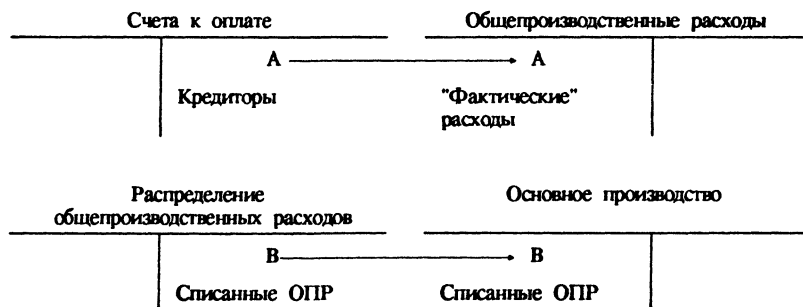 Счета к оплате
Общепроизводственные расходы
А А
Кредиторы
"Фактические"
расходы
Распределение
общепроизводственных расходов
Основное производство
В В
Списанные ОПР
Списанные ОПР